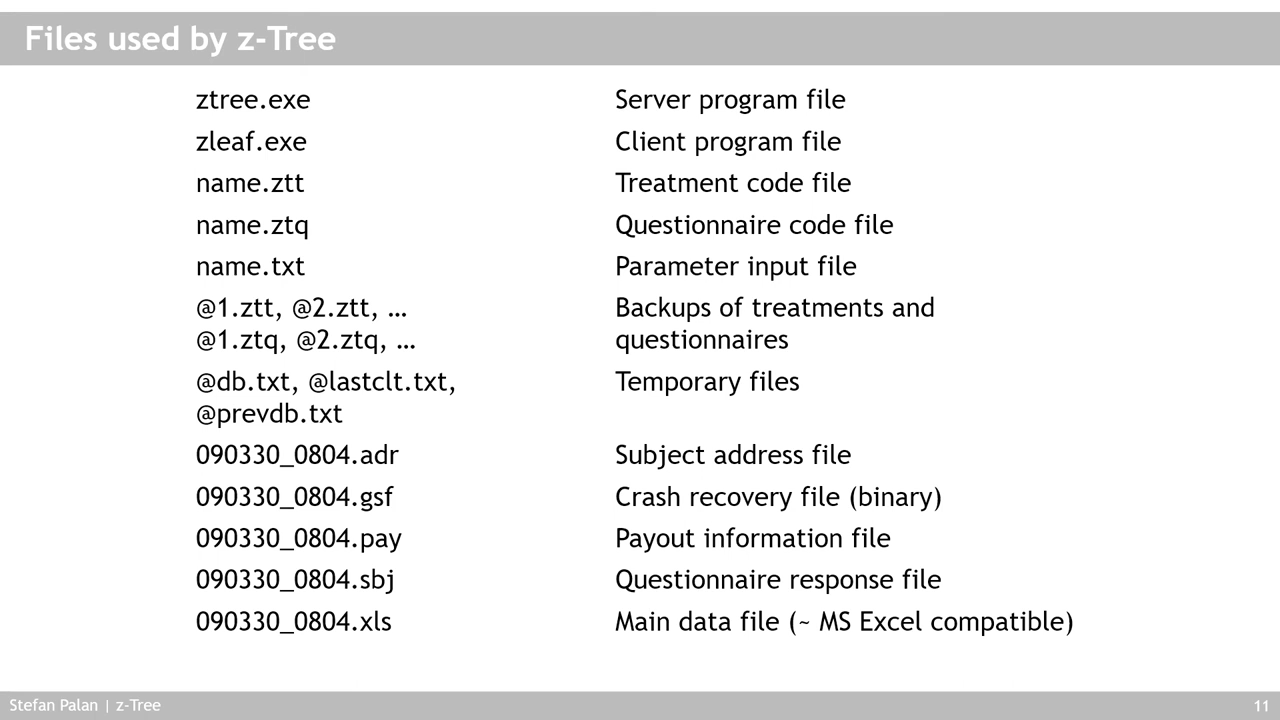 Files used by z-Tree
ztree.exe Server program file
zleaf.exe Client program file
name.ztt Treatment code file
name.ztq Questionnaire code file
name.txt Parameter input file
@1.ztt, @2.ztt, … Backups of treatments and
@1.ztq, @2.ztq, … questionnaires
@db.txt, @lastclt.txt, Temporary files
@prevdb.txt
090330_0804.adr Subject address file
090330_0804.gsf Crash recovery file (binary)
090330_0804.pay Payout information file
090330_0804.sbj Questionnaire response file
090330_0804.xls Main data file (~ MS Excel compatible)
Stefan Palan | z-Tree 11